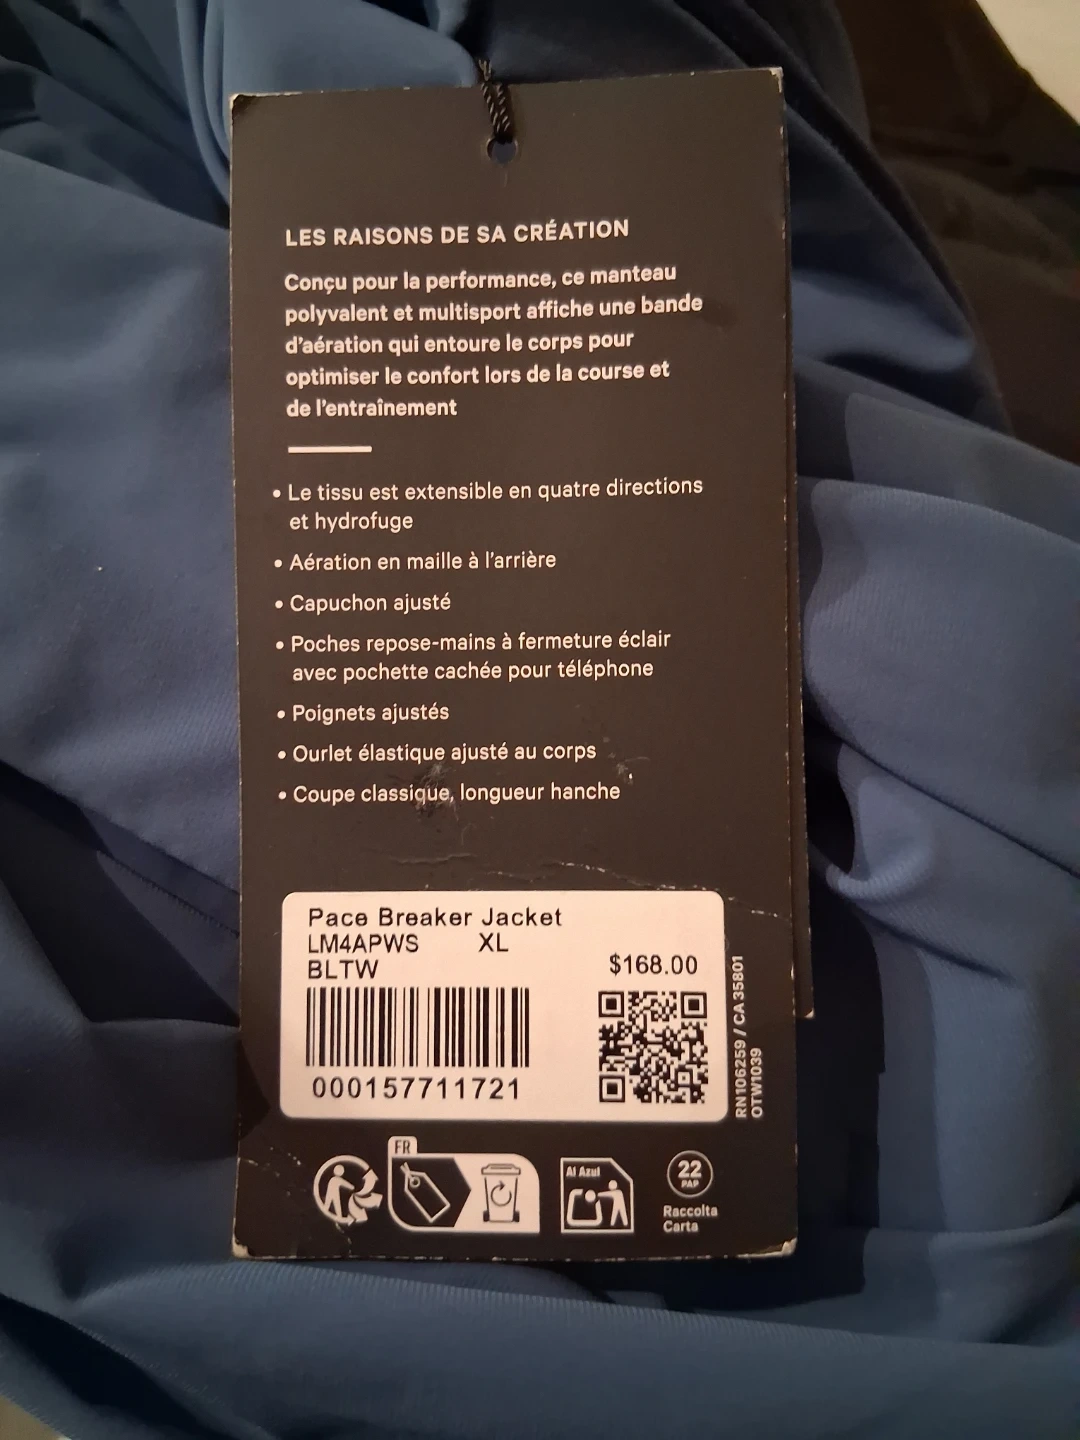 LES RAISONS DE SA CRÉATION
Conçu pour la performance, ce manteau
polyvalent et multisport affiche une bande
d'aération qui entoure le corps pour
optimiser le confort lors de la course et
de l'entraînement
• Le tissu est extensible en quatre directions
et hydrofuge
• Aération en maille à l'arrière
• Capuchon ajusté
• Poches repose-mains à fermeture éclair
avec pochette cachée pour téléphone
• Poignets ajustés
• Ourlet élastique ajusté au corps
• Coupe classique, longueur hanche
Pace Breaker Jacket
LM4APWS XL
BLTW $168.00
000157711721
RN106259 / CA35801
OTW1039
FR
Al Azul
22
PAP
Raccolta
Carta